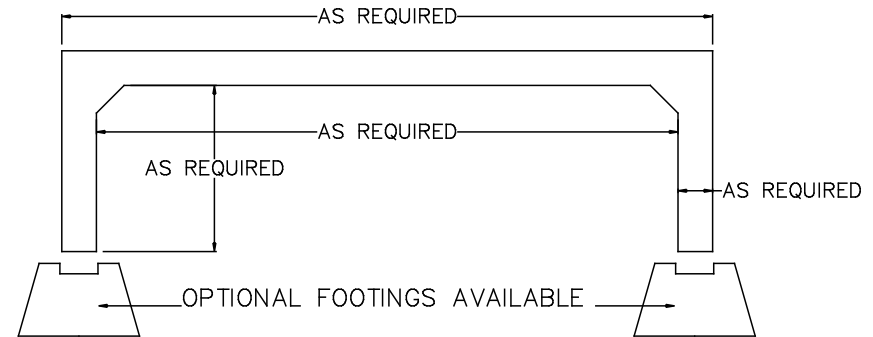 AS REQUIRED
AS REQUIRED
AS REQUIRED
AS REQUIRED
OPTIONAL FOOTINGS AVAILABLE